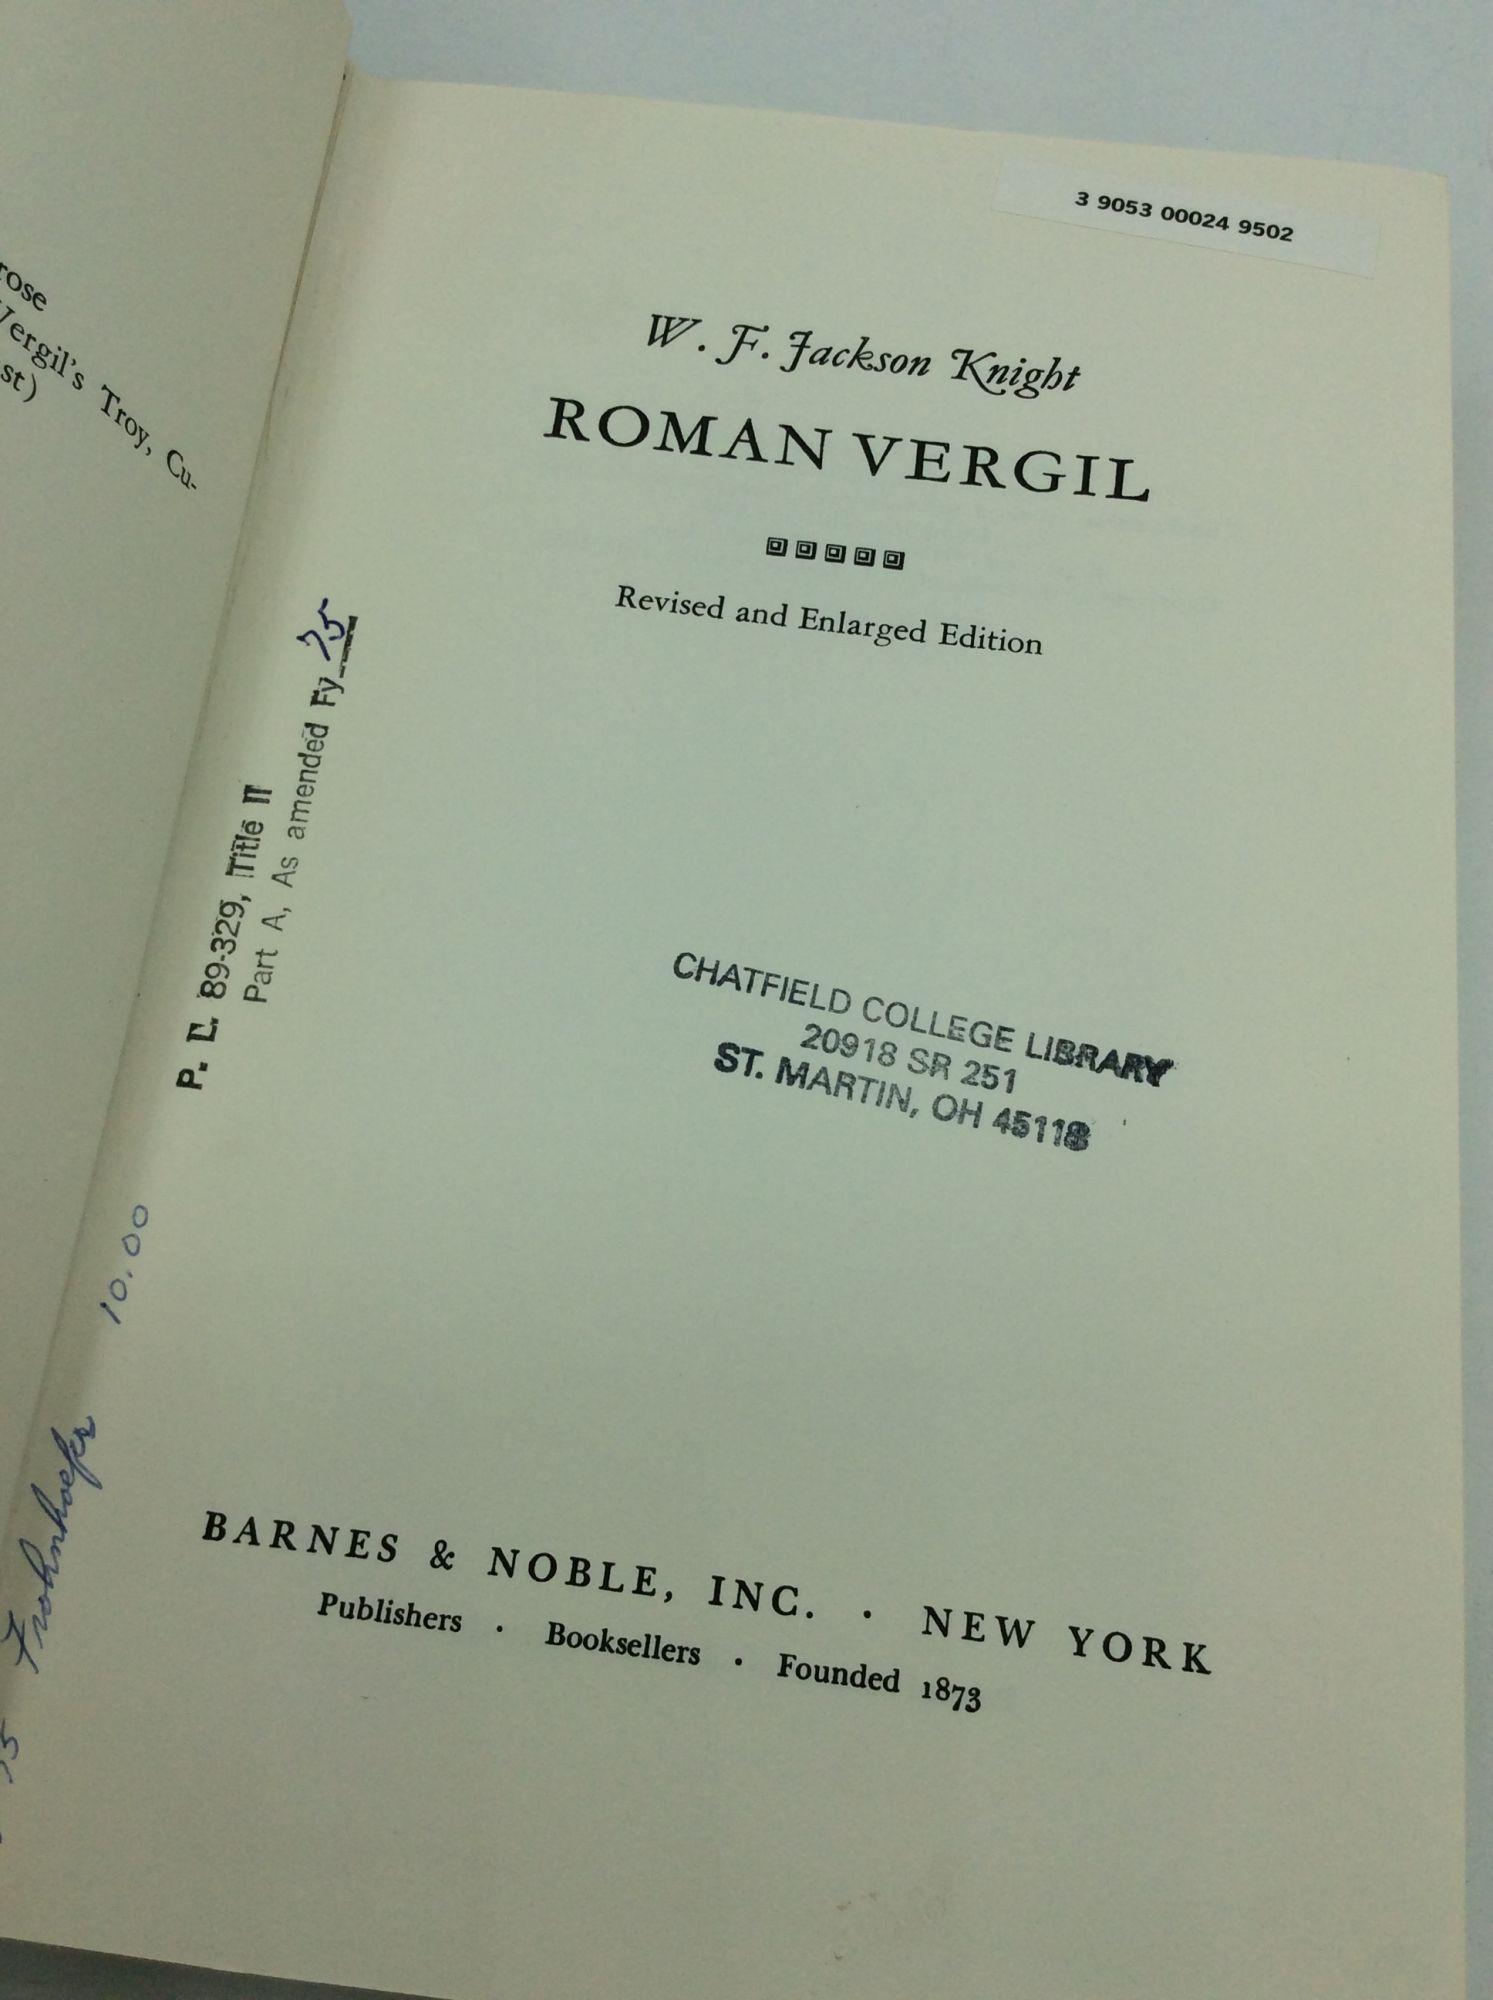 rose
Vergil's Troy, Cu-
st)
3 9053 00024 9502
W. F. Jackson Knight
ROMAN VERGIL
Revised and Enlarged Edition
P. L. 89-329, Title II
Part A, As amended Fy 75
CHATFIELD COLLEGE LIBRARY
20918 SR 251
ST. MARTIN, OH 45118
10.00
Frohnhoefer
BARNES & NOBLE, INC. · NEW YORK
Publishers · Booksellers · Founded 1873